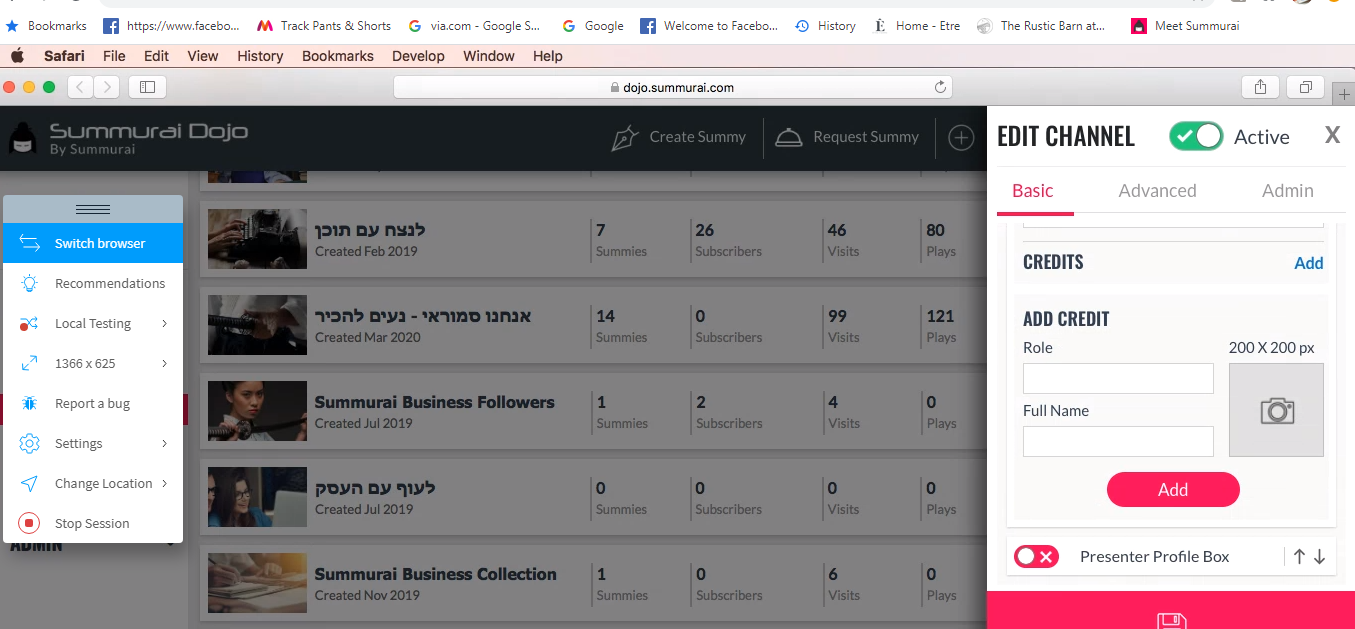 Bookmarks https://www.facebo... Track Pants & Shorts via.com - Google S... Google Welcome to Facebo... History Home - Etre The Rustic Barn at... Meet Summurai
Safari File Edit View History Bookmarks Develop Window Help
dojo.summurai.com
Summurai Dojo
By Summurai
Create Summy
Request Summy
Switch browser
Recommendations
Local Testing
1366 x 625
Report a bug
Settings
Change Location
Stop Session
ADMIN
לנצח עם תוכן
Created Feb 2019
7 26 46 80
Summies Subscribers Visits Plays
אנחנו סמוראי - נעים להכיר
Created Mar 2020
14 0 99 121
Summies Subscribers Visits Plays
Summurai Business Followers
Created Jul 2019
1 2 4 0
Summies Subscribers Visits Plays
לעוף עם העסק
Created Jul 2019
0 0 0 0
Summies Subscribers Visits Plays
Summurai Business Collection
Created Nov 2019
1 0 6 0
Summies Subscribers Visits Plays
EDIT CHANNEL Active X
Basic Advanced Admin
CREDITS Add
ADD CREDIT
Role 200 X 200 px
Full Name
Add
Presenter Profile Box